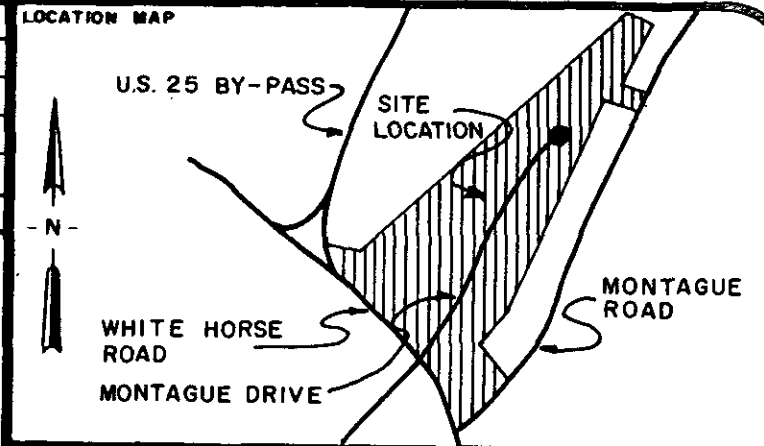 LOCATION MAP
U.S. 25 BY-PASS
SITE
LOCATION
-N-
MONTAGUE
ROAD
WHITE HORSE
ROAD
MONTAGUE DRIVE